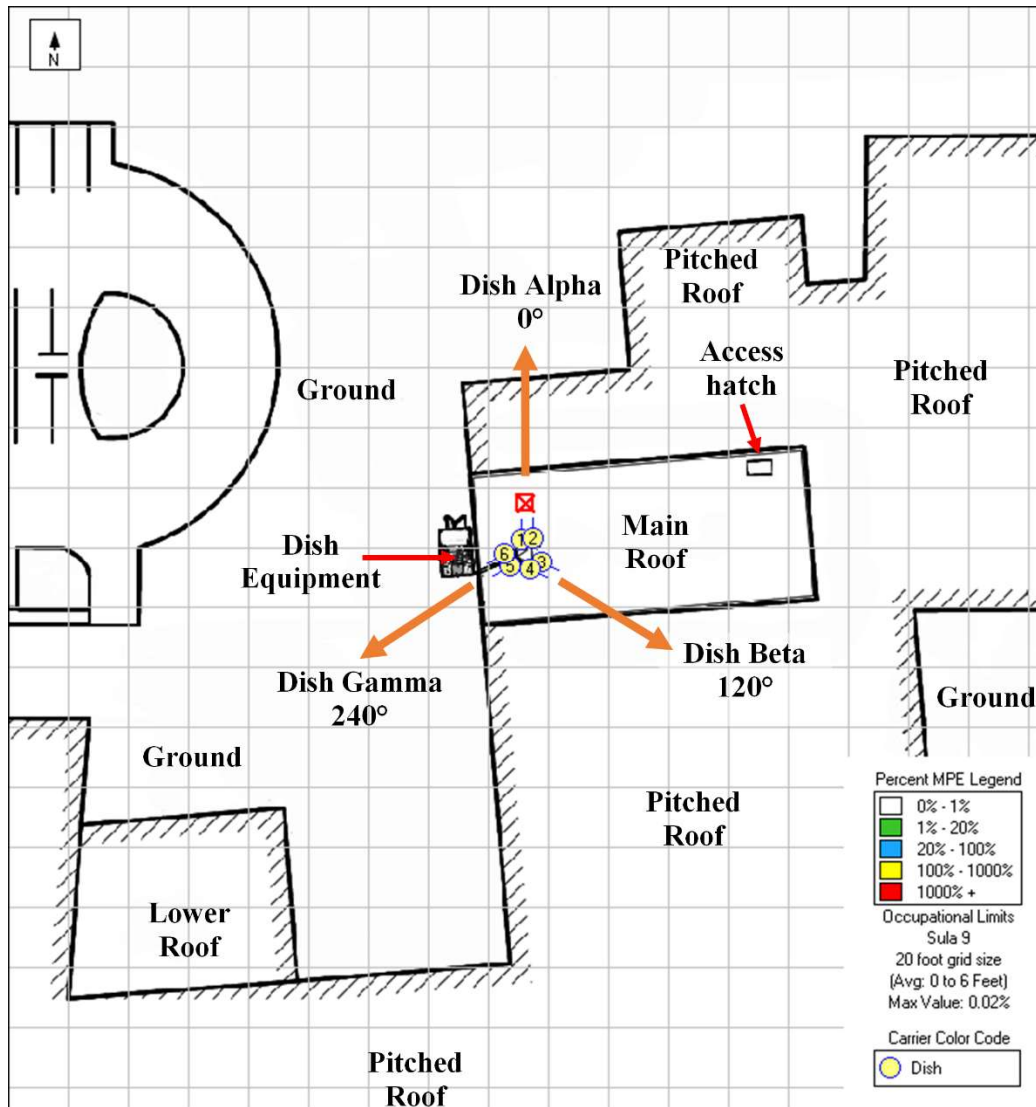 N
Dish Alpha
0°
Pitched
Roof
Access
hatch
Pitched
Roof
Ground
Main
Roof
Dish
Equipment
1
2
3
4
5
6
Dish Gamma
240°
Dish Beta
120°
Ground
Ground
Pitched
Roof
Lower
Roof
Pitched
Roof
Percent MPE Legend
0% - 1%
1% - 20%
20% - 100%
100% - 1000%
1000% +
Occupational Limits
Sula 9
20 foot grid size
(Avg: 0 to 6 Feet)
Max Value: 0.02%
Carrier Color Code
Dish